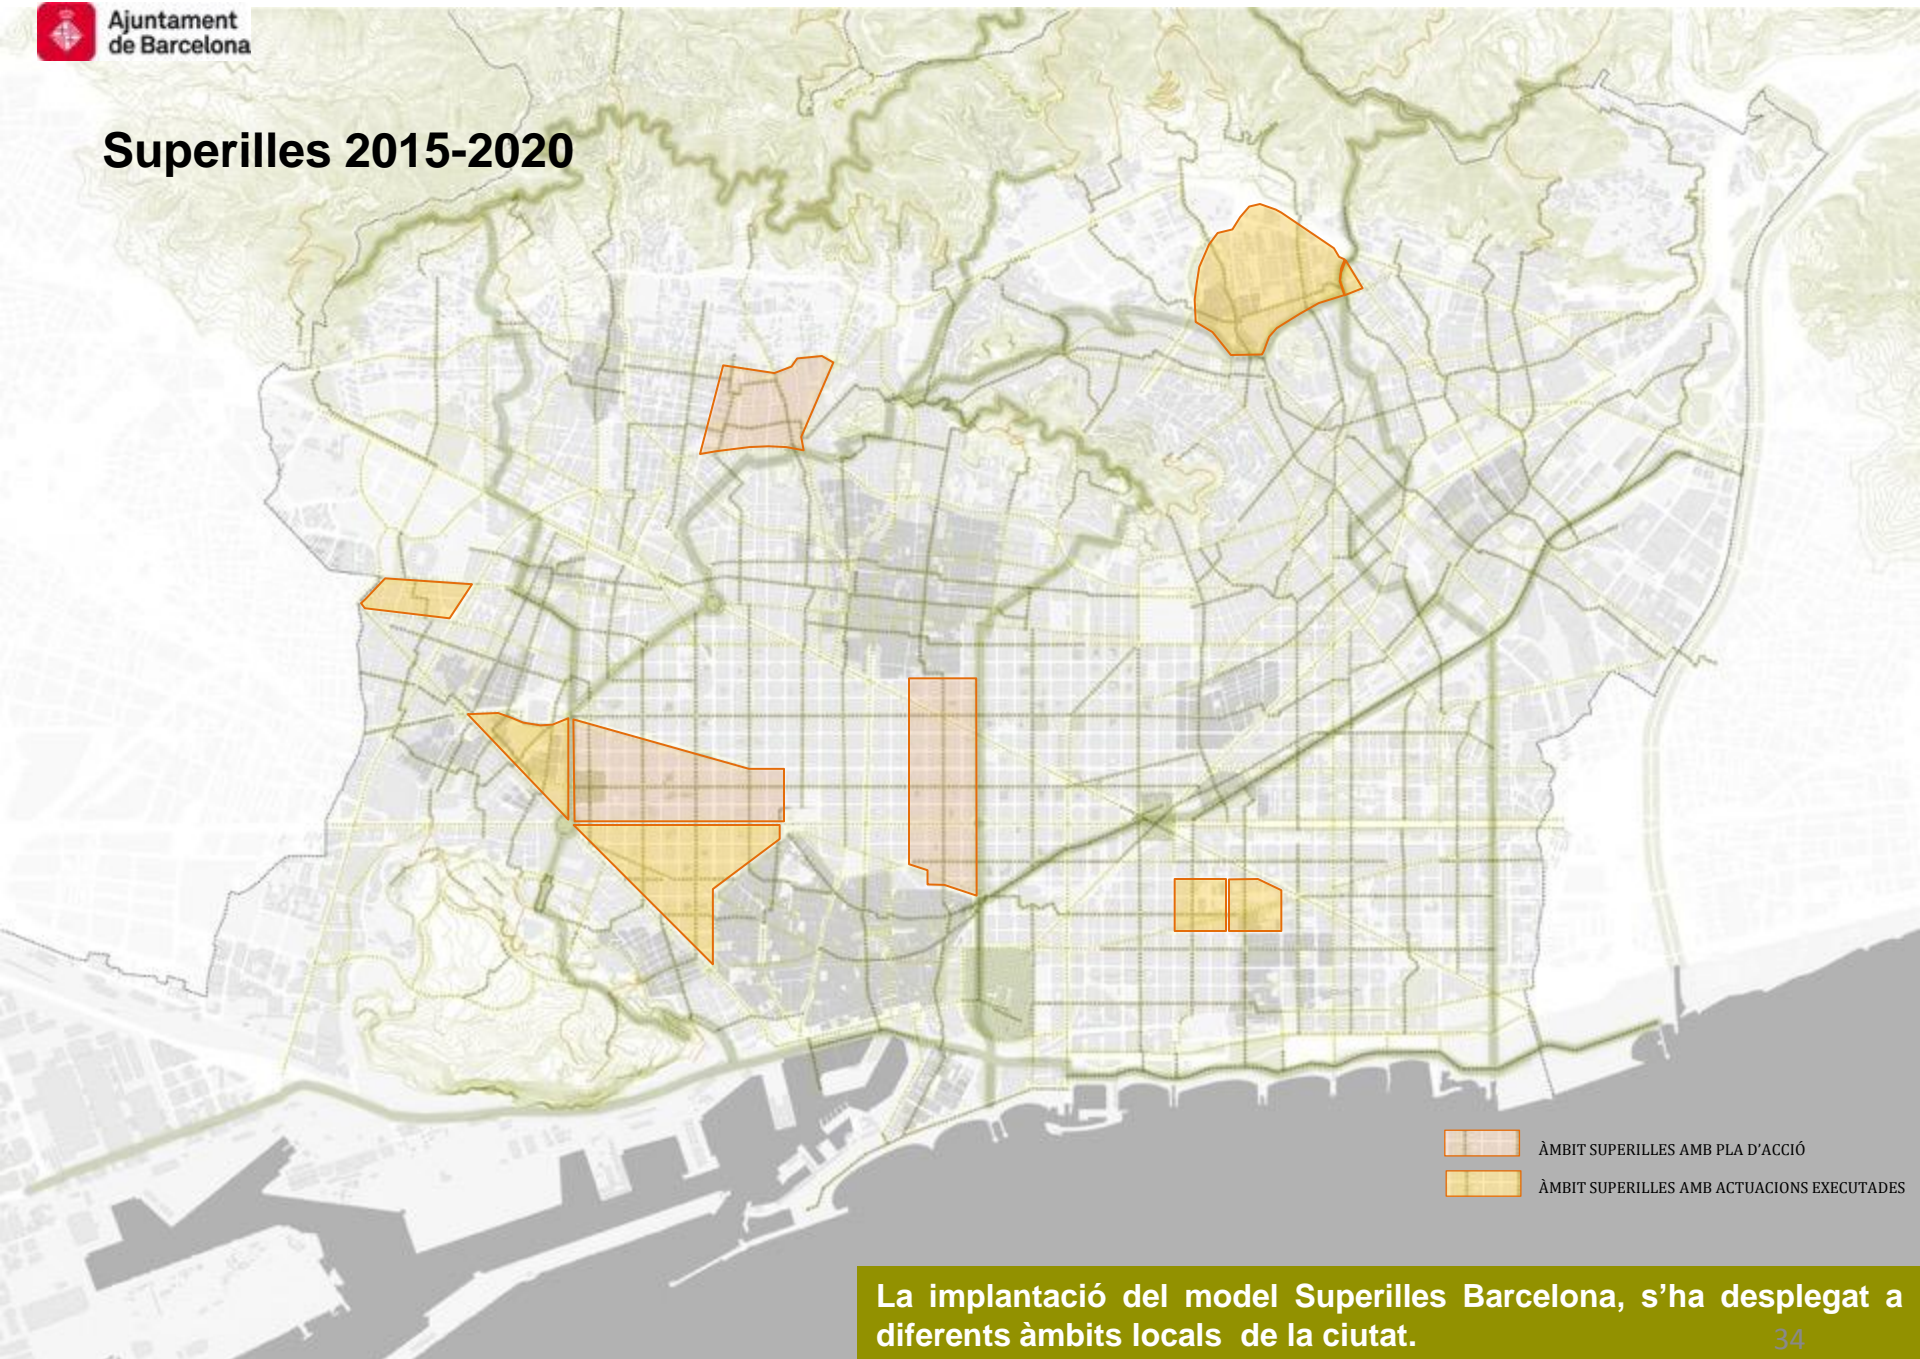 Ajuntament
de Barcelona
Superilles 2015-2020
ÀMBIT SUPERILLES AMB PLA D’ACCIÓ
ÀMBIT SUPERILLES AMB ACTUACIONS EXECUTADES
La implantació del model Superilles Barcelona, s’ha desplegat a
diferents àmbits locals  de la ciutat.
34